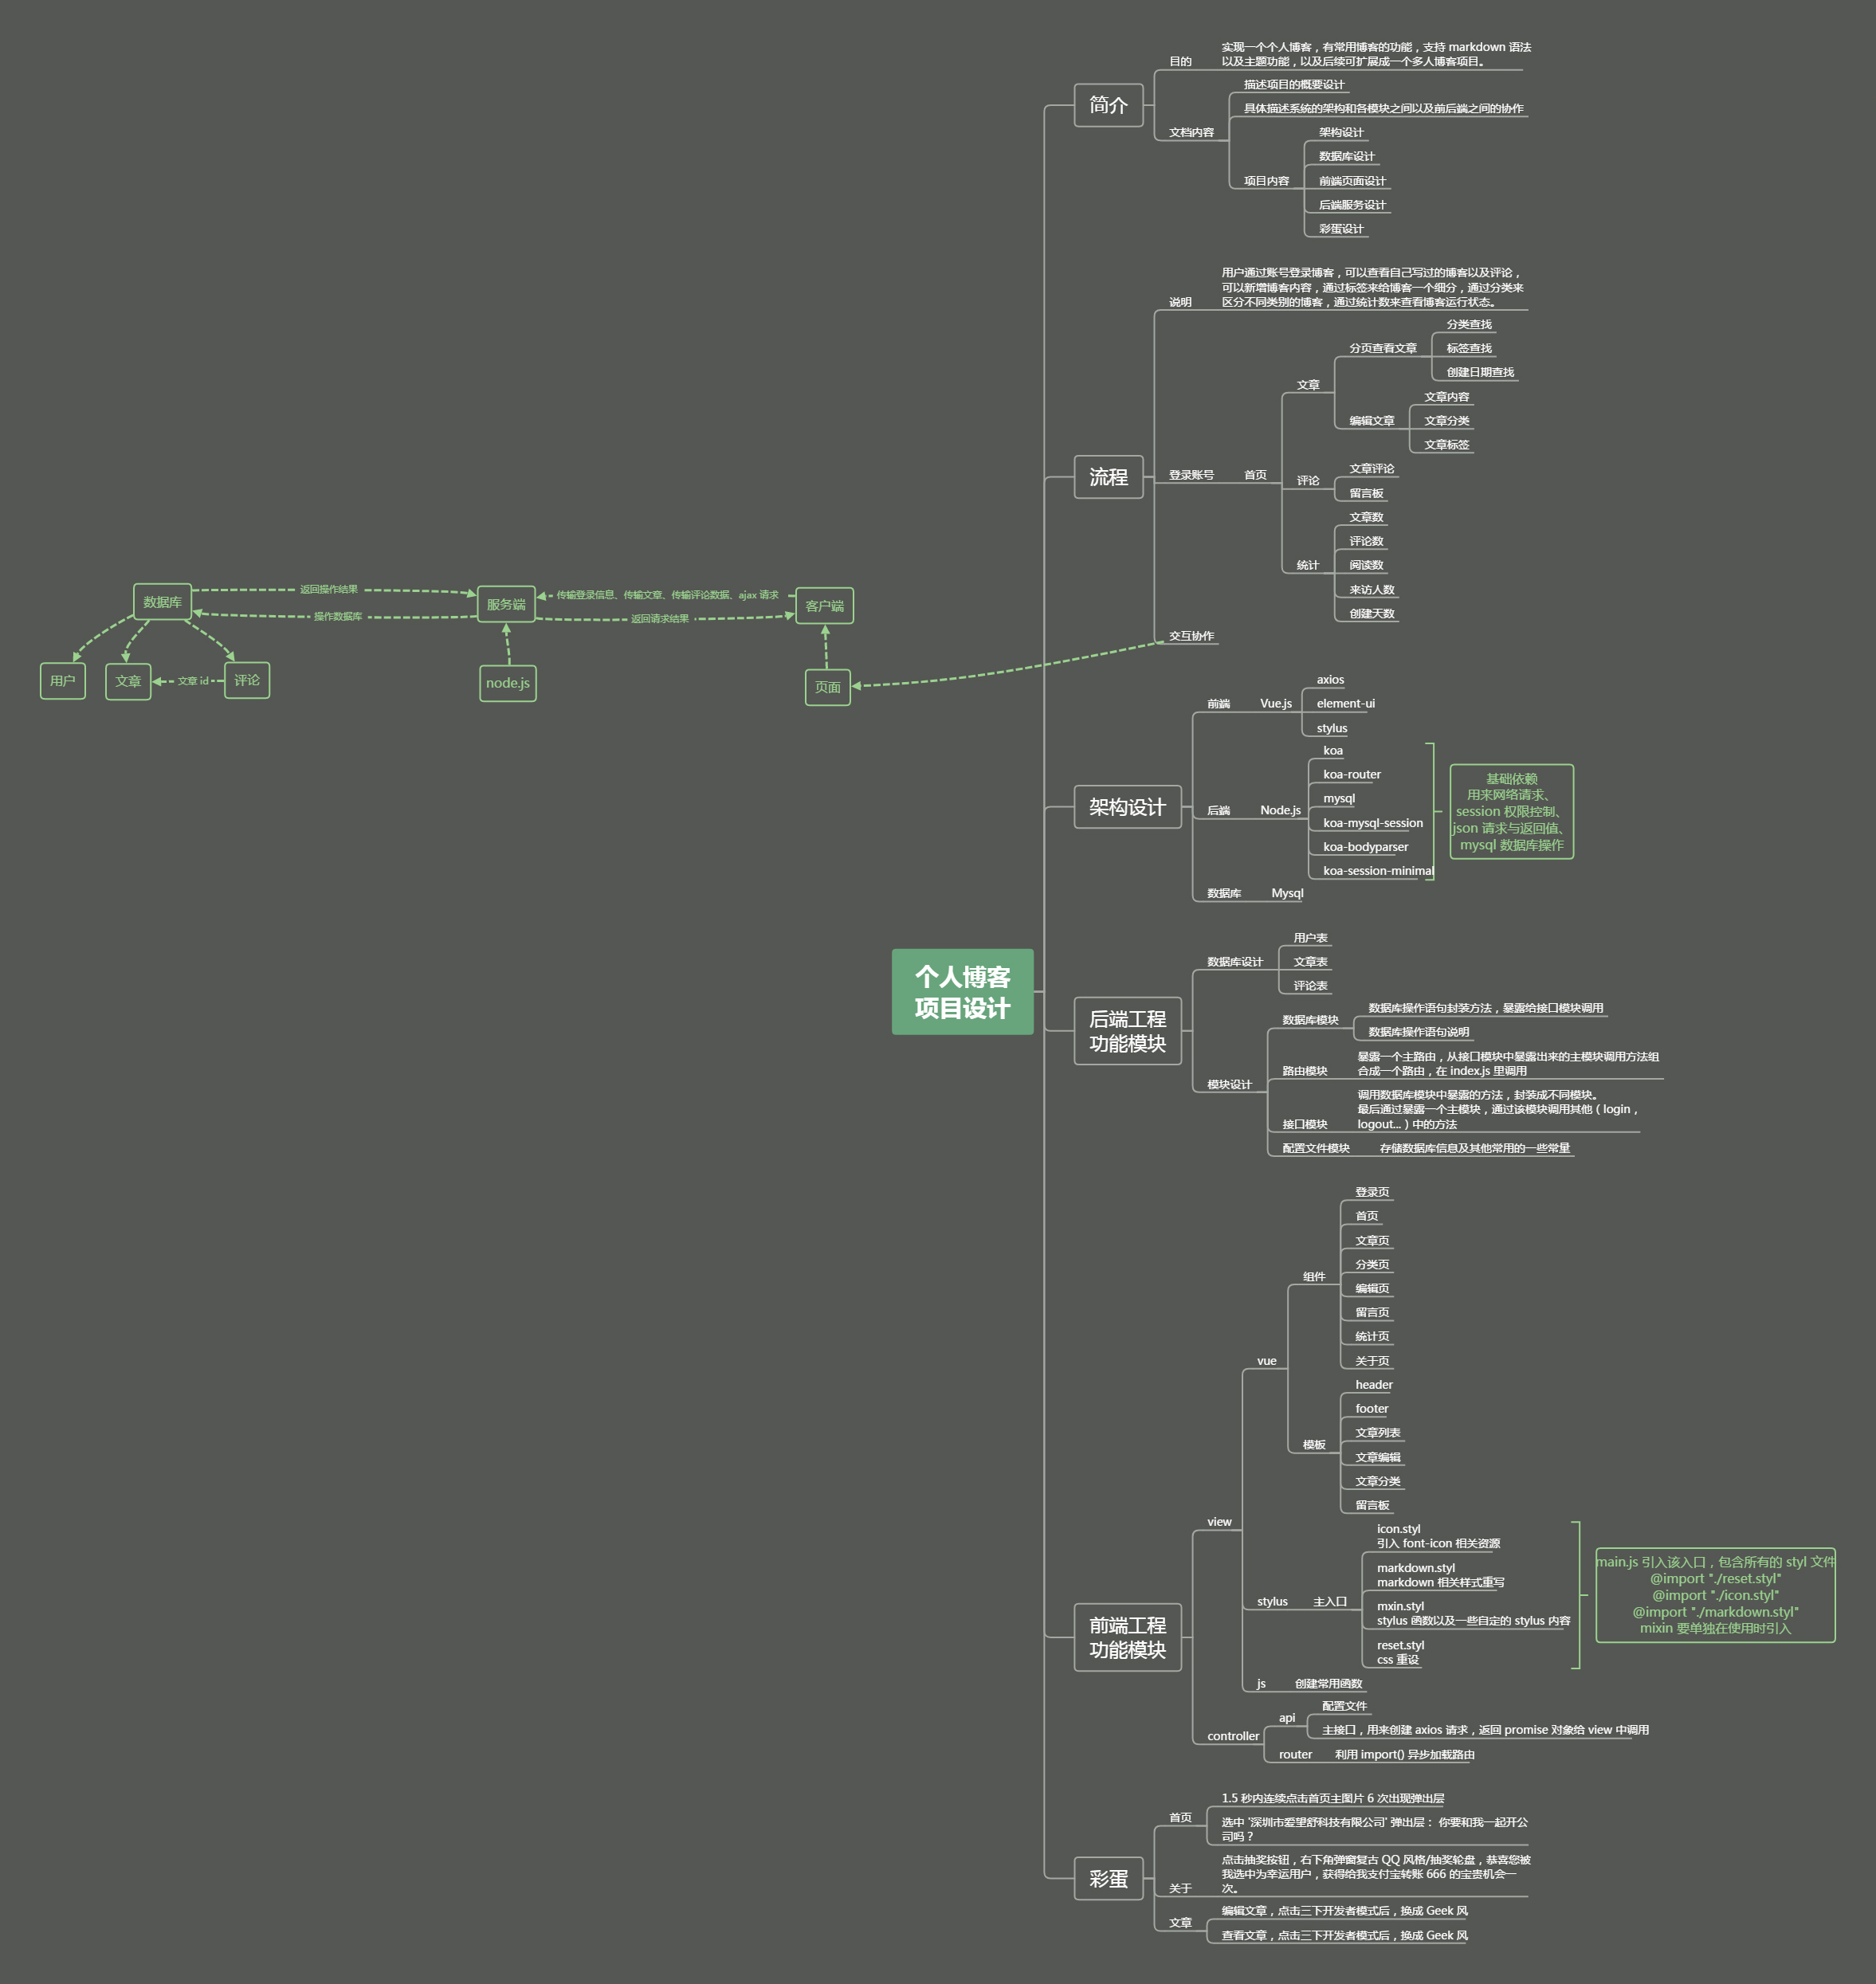 个人博客
项目设计
简介
目的
实现一个个人博客，有常用博客的功能，支持 markdown 语法
以及主题功能，以及后续可扩展成一个多人博客项目。
文档内容
描述项目的概要设计
具体描述系统的架构和各模块之间以及前后端之间的协作
项目内容
架构设计
数据库设计
前端页面设计
后端服务设计
彩蛋设计
流程
说明
用户通过账号登录博客，可以查看自己写过的博客以及评论，
可以新增博客内容，通过标签来给博客一个细分，通过分类来
区分不同类别的博客，通过统计数来查看博客运行状态。
登录账号
首页
文章
分页查看文章
分类查找
标签查找
创建日期查找
编辑文章
文章内容
文章分类
文章标签
评论
文章评论
留言板
统计
文章数
评论数
阅读数
来访人数
创建天数
交互协作
页面
客户端
传输登录信息、传输文章、传输评论数据、ajax 请求
返回请求结果
服务端
node.js
返回操作结果
操作数据库
数据库
用户
文章
文章 id
评论
架构设计
前端
Vue.js
axios
element-ui
stylus
后端
Node.js
koa
koa-router
mysql
koa-mysql-session
koa-bodyparser
koa-session-minimal
基础依赖
用来网络请求、
session 权限控制、
json 请求与返回值、
mysql 数据库操作
数据库
Mysql
后端工程
功能模块
数据库设计
用户表
文章表
评论表
模块设计
数据库模块
数据库操作语句封装方法，暴露给接口模块调用
数据库操作语句说明
路由模块
暴露一个主路由，从接口模块中暴露出来的主模块调用方法组
合成一个路由，在 index.js 里调用
接口模块
调用数据库模块中暴露的方法，封装成不同模块。
最后通过暴露一个主模块，通过该模块调用其他（login，
logout...）中的方法
配置文件模块
存储数据库信息及其他常用的一些常量
前端工程
功能模块
view
vue
组件
登录页
首页
文章页
分类页
编辑页
留言页
统计页
关于页
模板
header
footer
文章列表
文章编辑
文章分类
留言板
stylus
主入口
icon.styl
引入 font-icon 相关资源
markdown.styl
markdown 相关样式重写
mxin.styl
stylus 函数以及一些自定的 stylus 内容
reset.styl
css 重设
main.js 引入该入口，包含所有的 styl 文件
@import "./reset.styl"
@import "./icon.styl"
@import "./markdown.styl"
mixin 要单独在使用时引入
js
创建常用函数
controller
api
配置文件
主接口，用来创建 axios 请求，返回 promise 对象给 view 中调用
router
利用 import() 异步加载路由
彩蛋
首页
1.5 秒内连续点击首页主图片 6 次出现弹出层
选中 '深圳市爱望舒科技有限公司' 弹出层： 你要和我一起开公
司吗？
关于
点击抽奖按钮，右下角弹窗复古 QQ 风格/抽奖轮盘，恭喜您被
我选中为幸运用户，获得给我支付宝转账 666 的宝贵机会一
次。
文章
编辑文章，点击三下开发者模式后，换成 Geek 风
查看文章，点击三下开发者模式后，换成 Geek 风